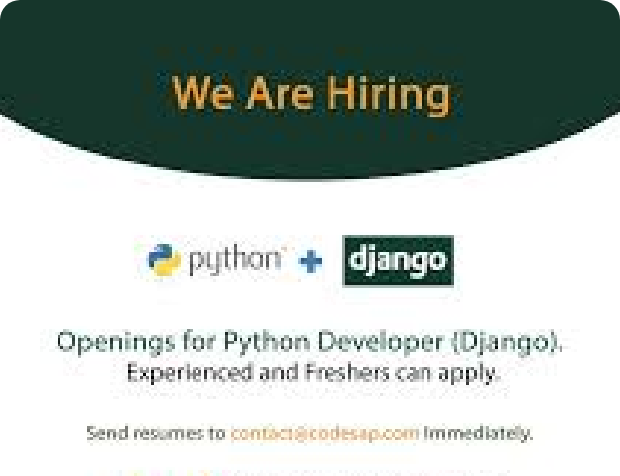 We Are Hiring
python + django
Openings for Python Developer (Django).
Experienced and Freshers can apply.
Send resumes to contact@codesap.com Immediately.